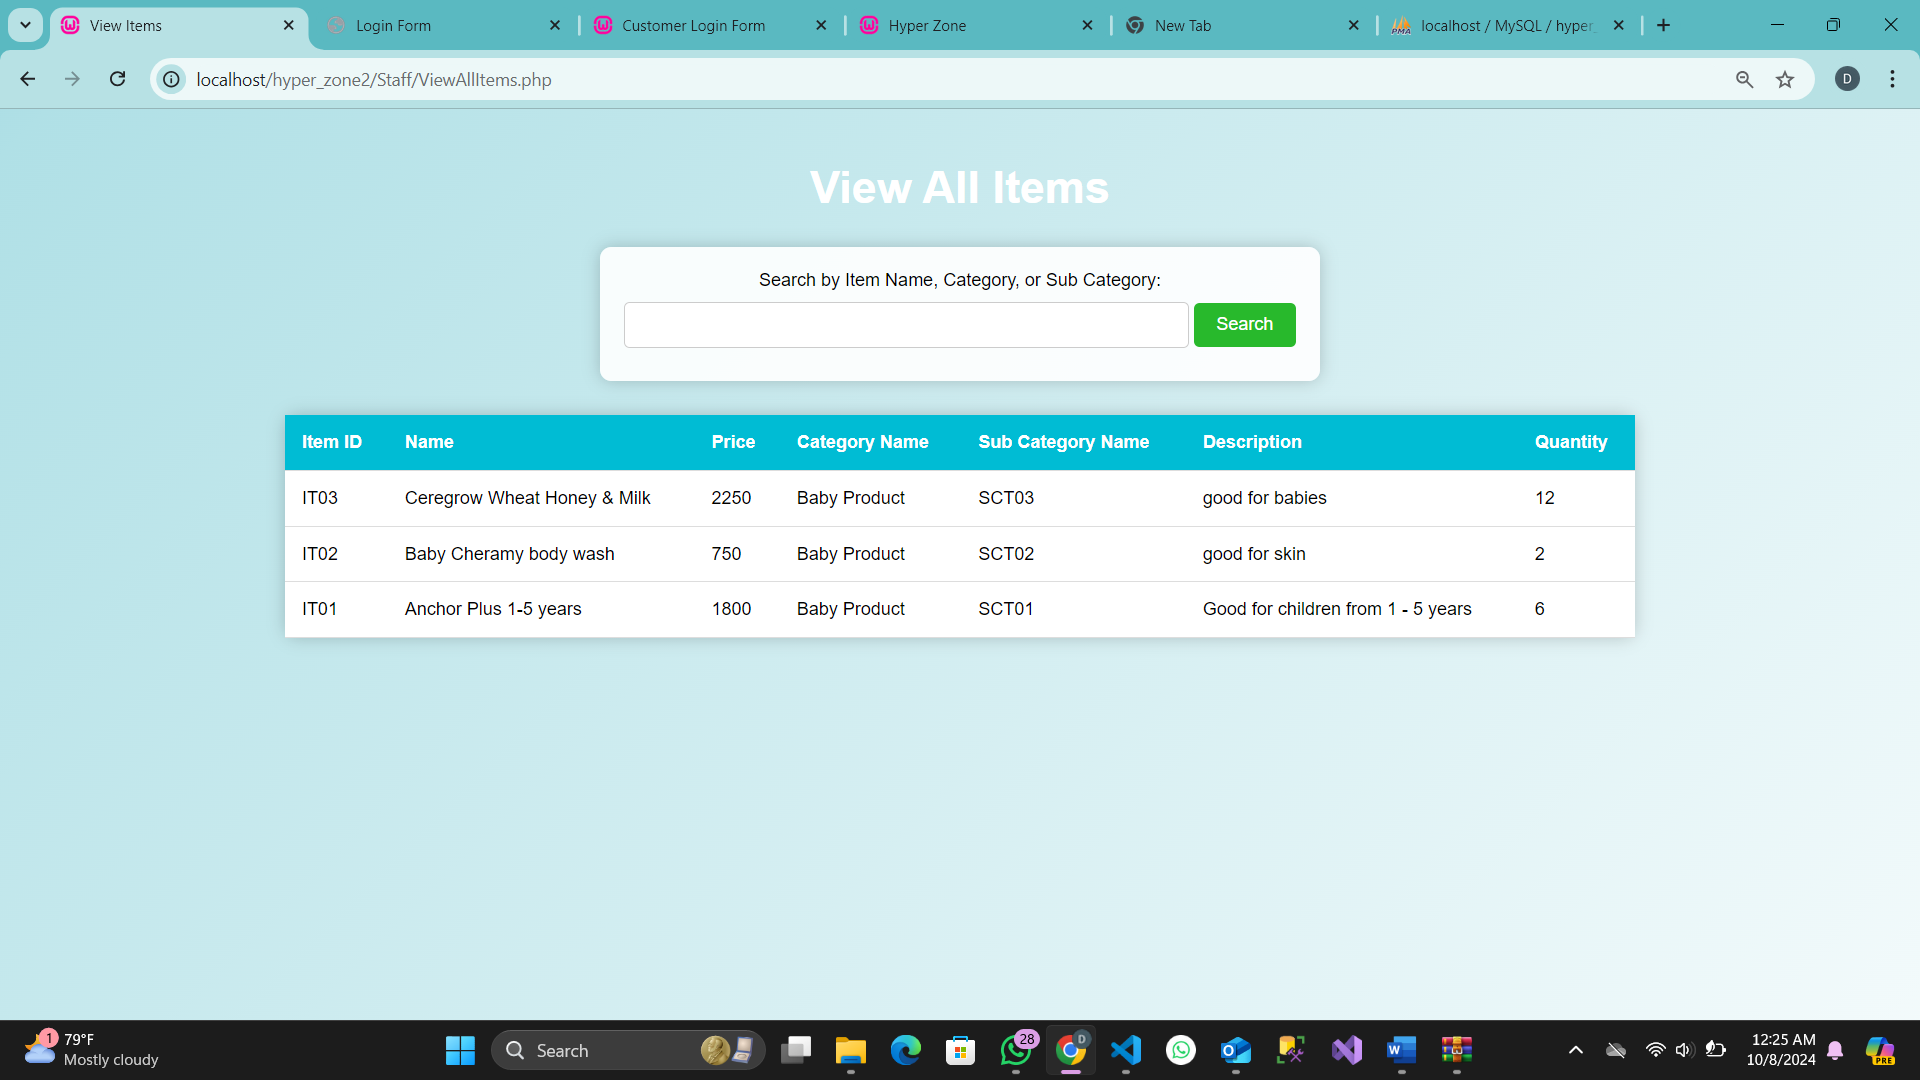 View Items
Login Form
Customer Login Form
Hyper Zone
New Tab
localhost / MySQL / hyper_
localhost/hyper_zone2/Staff/ViewAllItems.php
D
View All Items
Search by Item Name, Category, or Sub Category:
Search
Item ID Name Price Category Name Sub Category Name Description Quantity
IT03 Ceregrow Wheat Honey & Milk 2250 Baby Product SCT03 good for babies 12
IT02 Baby Cheramy body wash 750 Baby Product SCT02 good for skin 2
IT01 Anchor Plus 1-5 years 1800 Baby Product SCT01 Good for children from 1 - 5 years 6
1
79°F
Mostly cloudy
Search
28
D
12:25 AM
10/8/2024
PRE